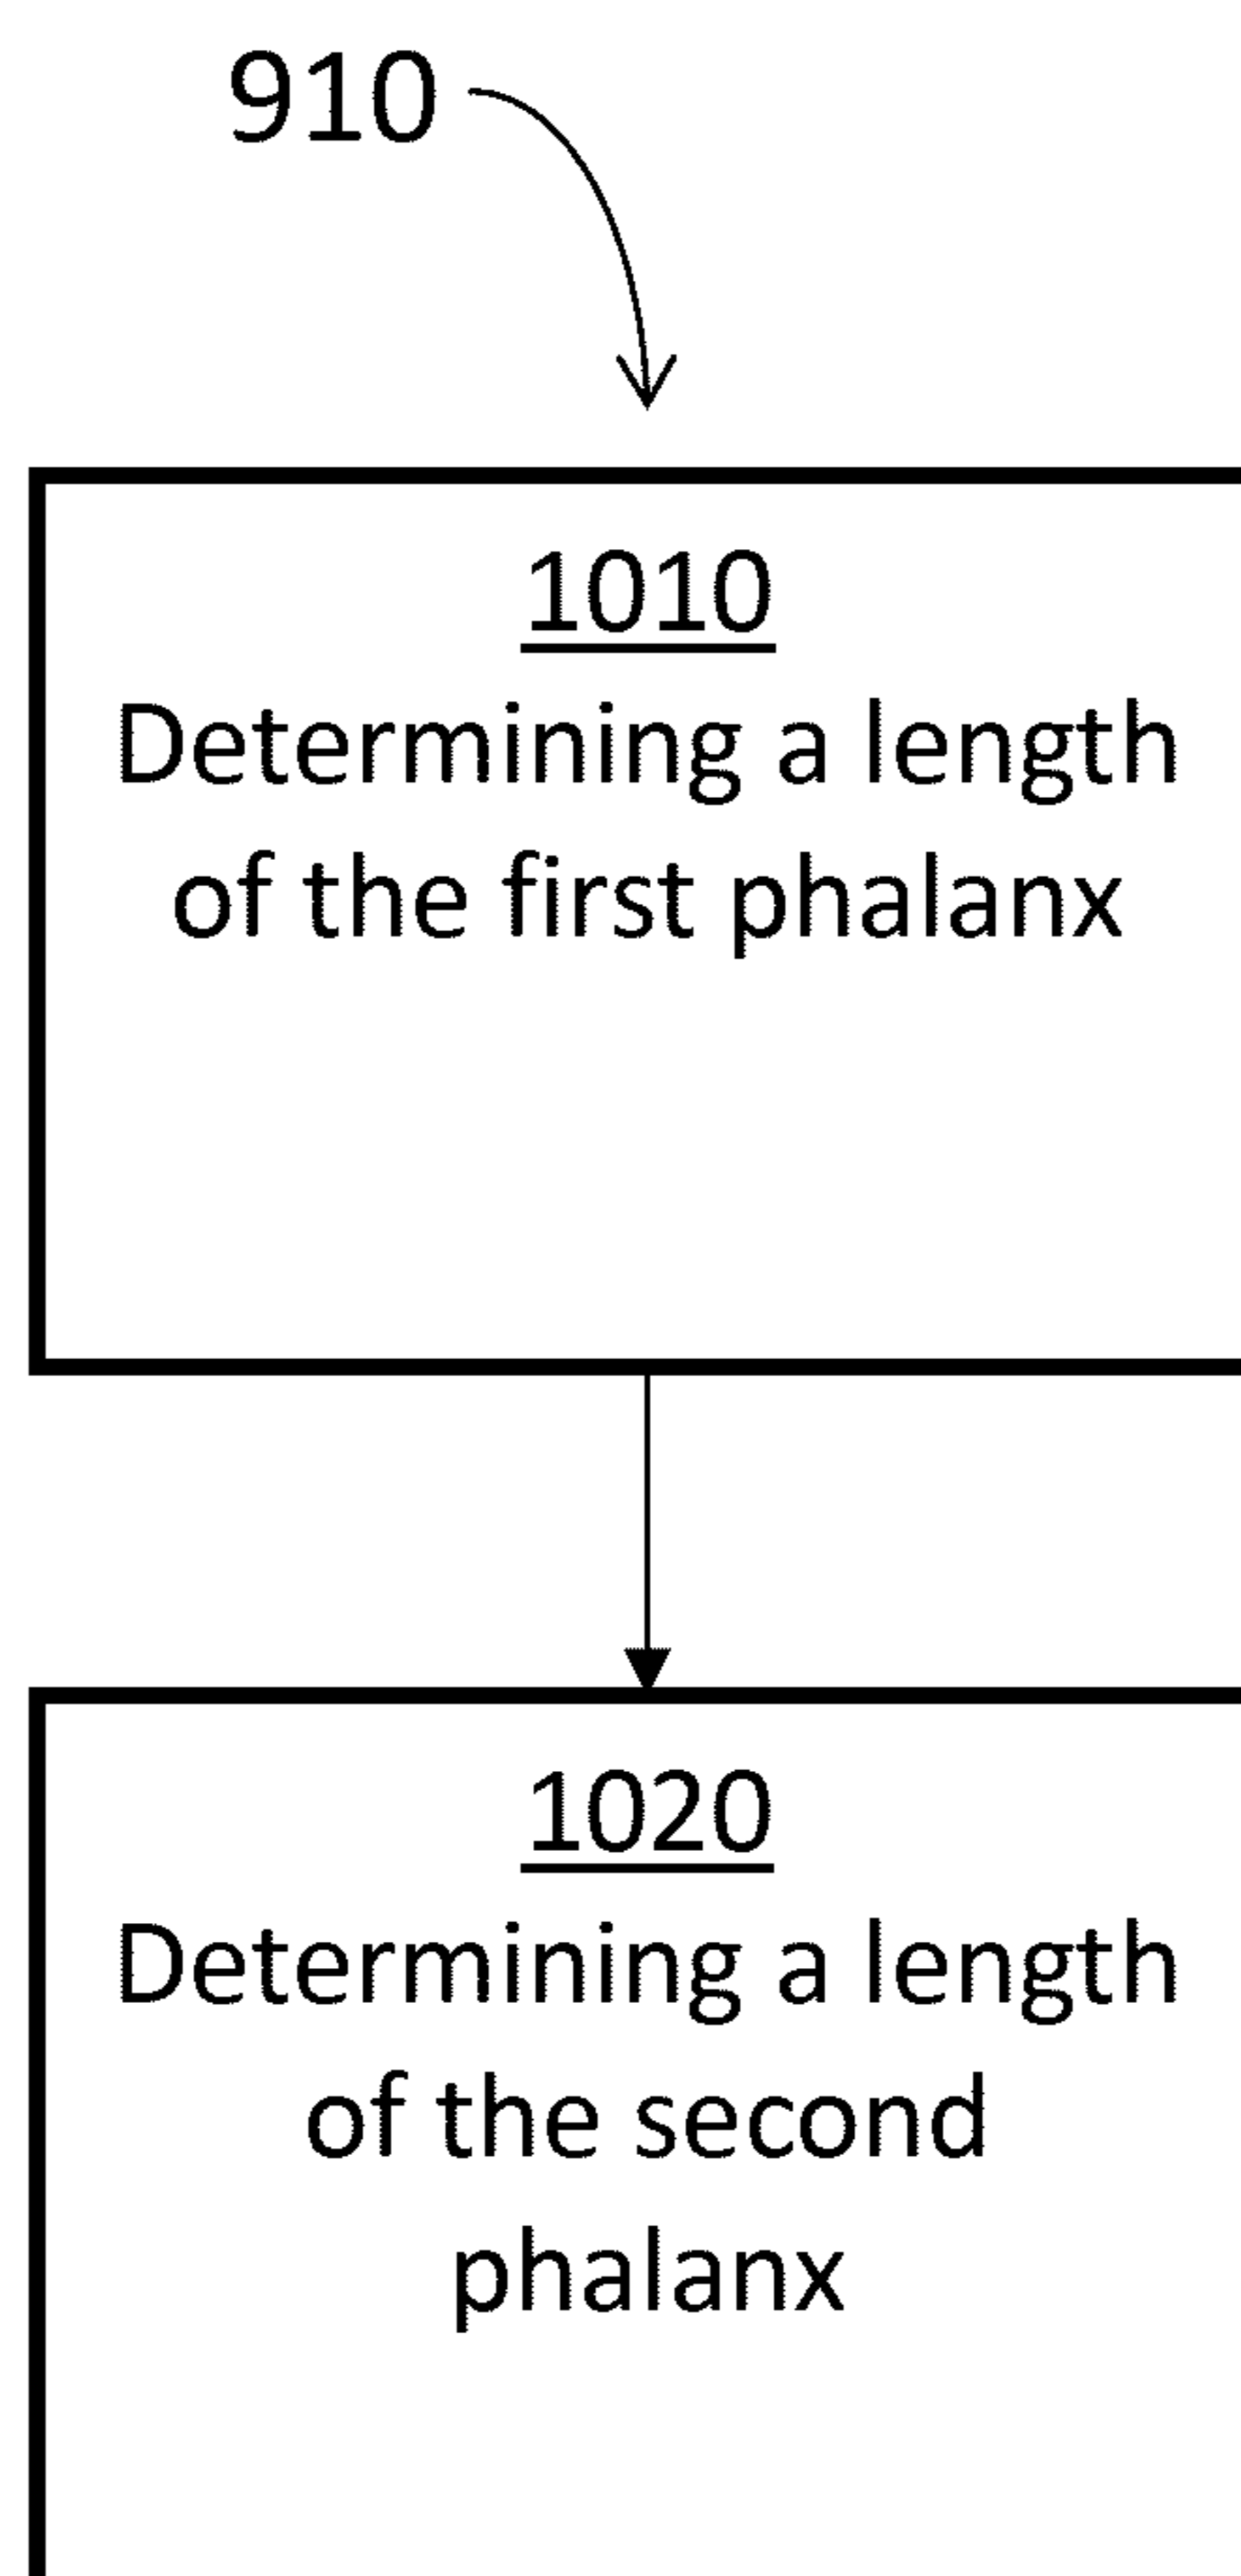 910
1010
Determining a length
of the first phalanx
1020
Determining a length
of the second
phalanx